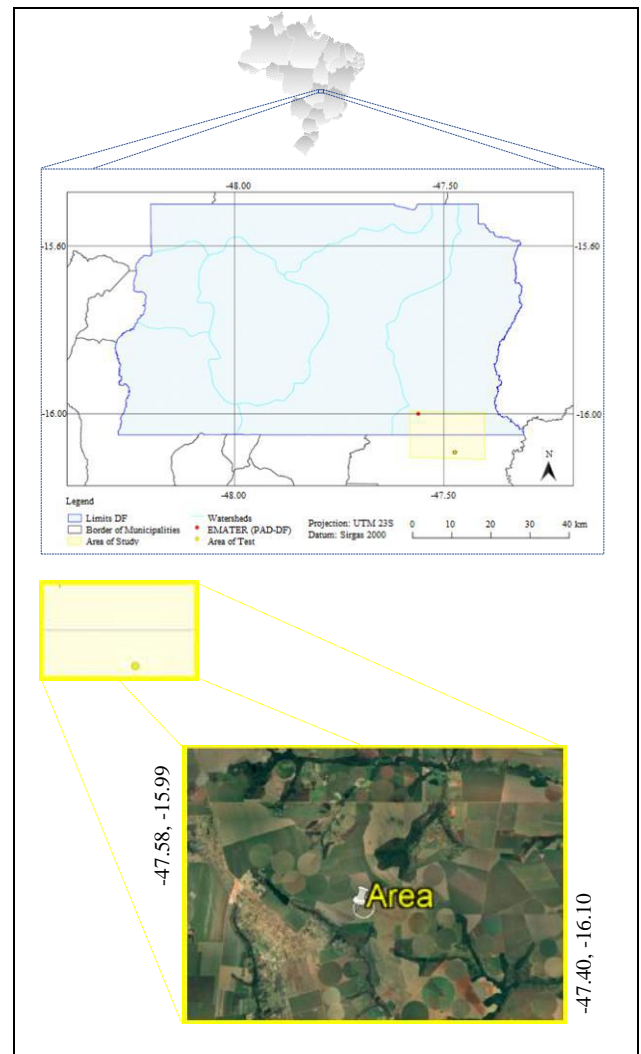 -48.00 -47.50
-15.60 -15.60
-16.00 -16.00
-48.00 -47.50
N
Legend
Limits DF
Border of Municipalities
Area of Study
Watersheds
EMATER (PAD-DF)
Area of Test
Projection: UTM 23S
Datum: Sirgas 2000
0 10 20 30 40 km
-47.58, -15.99
Area
-47.40, -16.10